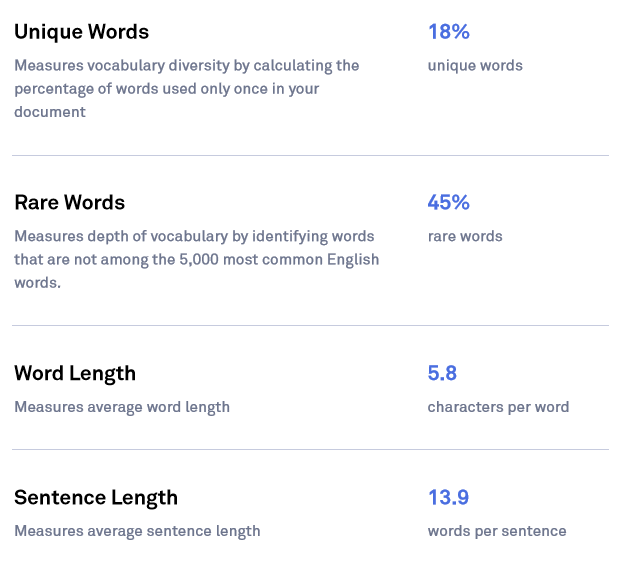 Unique Words
18%
Measures vocabulary diversity by calculating the
unique words
percentage of words used only once in your
document
Rare Words
45%
Measures depth of vocabulary by identifying words
rare words
that are not among the 5,000 most common English
words.
Word Length
5.8
Measures average word length
characters per word
Sentence Length
13.9
Measures average sentence length
words per sentence